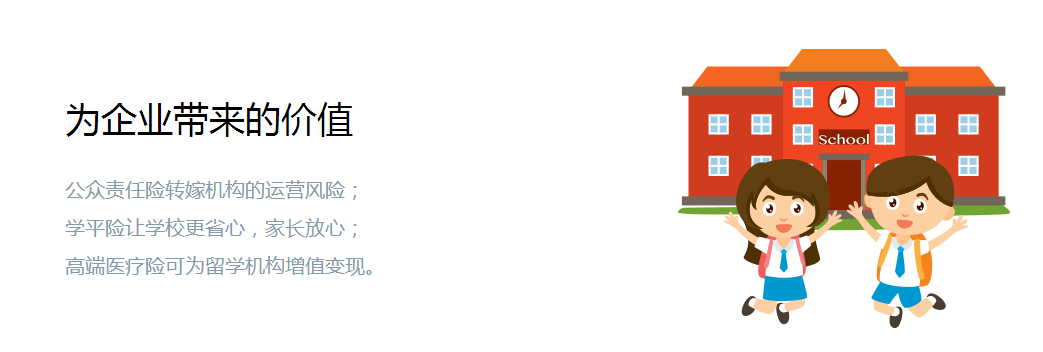 为企业带来的价值
公众责任险转嫁机构的运营风险；
学平险让学校更省心，家长放心；
高端医疗险可为留学机构增值变现。
School